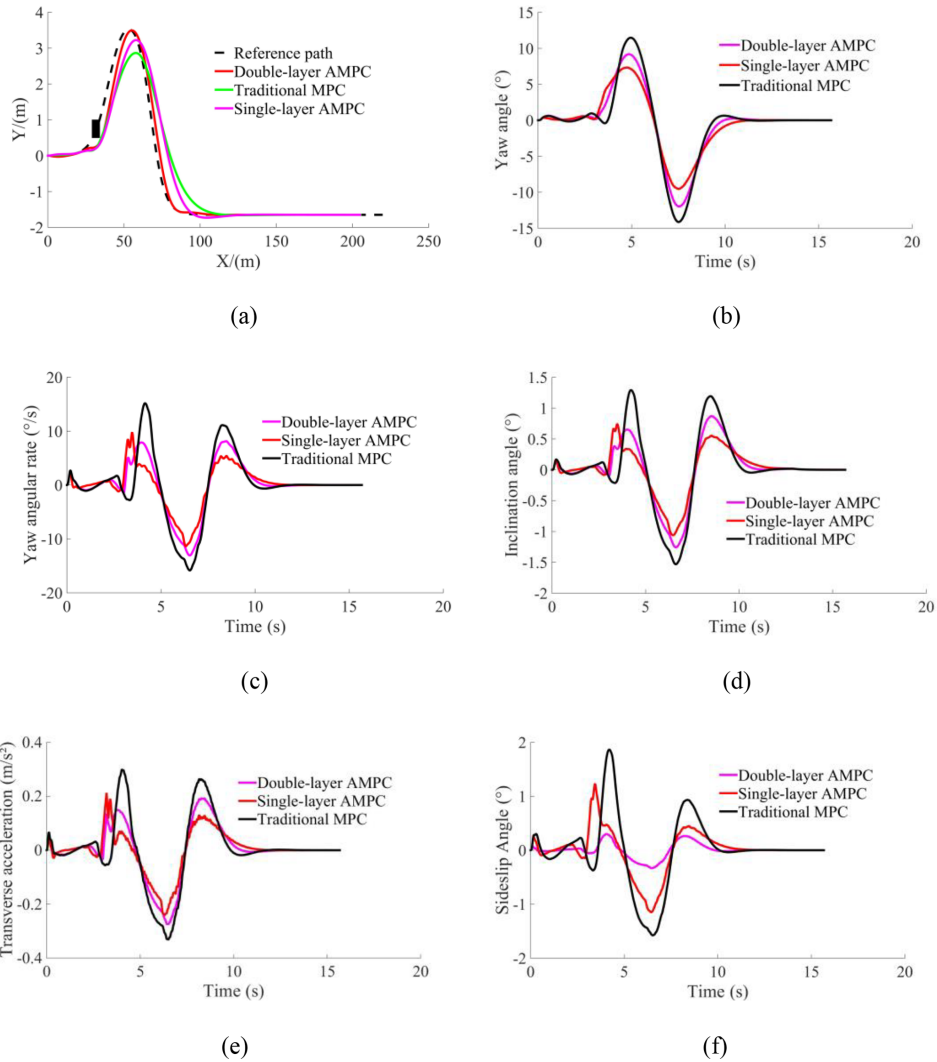 4
3
2
1
0
-1
-2
Y/(m)
Reference path
Double-layer AMPC
Traditional MPC
Single-layer AMPC
0 50 100 150 200 250
X/(m)
(a)
15
10
5
0
-5
-10
-15
Yaw angle (°)
Double-layer AMPC
Single-layer AMPC
Traditional MPC
0 5 10 15 20
Time (s)
(b)
20
10
0
-10
-20
Yaw angular rate (°/s)
Double-layer AMPC
Single-layer AMPC
Traditional MPC
0 5 10 15 20
Time (s)
(c)
1.5
1
0.5
0
-0.5
-1
-1.5
-2
Inclination angle (°)
Double-layer AMPC
Single-layer AMPC
Traditional MPC
0 5 10 15 20
Time (s)
(d)
0.4
0.2
0
-0.2
-0.4
Transverse acceleration (m/s²)
Double-layer AMPC
Single-layer AMPC
Traditional MPC
0 5 10 15 20
Time (s)
(e)
2
1
0
-1
-2
Sideslip Angle (°)
Double-layer AMPC
Single-layer AMPC
Traditional MPC
0 5 10 15 20
Time (s)
(f)